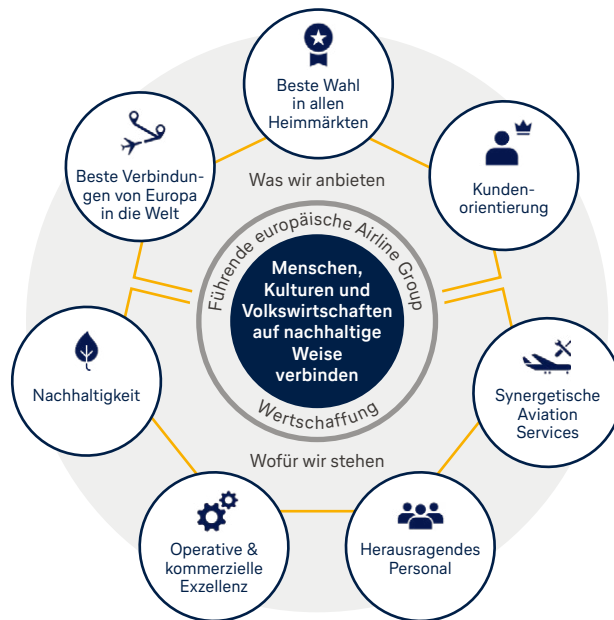 Beste Wahl
in allen
Heimmärkten
Beste Verbindun-
gen von Europa
in die Welt
Kunden-
orientierung
Was wir anbieten
Führende europäische Airline Group
Menschen,
Kulturen und
Volkswirtschaften
auf nachhaltige
Weise
verbinden
Wertschaffung
Nachhaltigkeit
Synergetische
Aviation
Services
Wofür wir stehen
Operative &
kommerzielle
Exzellenz
Herausragendes
Personal